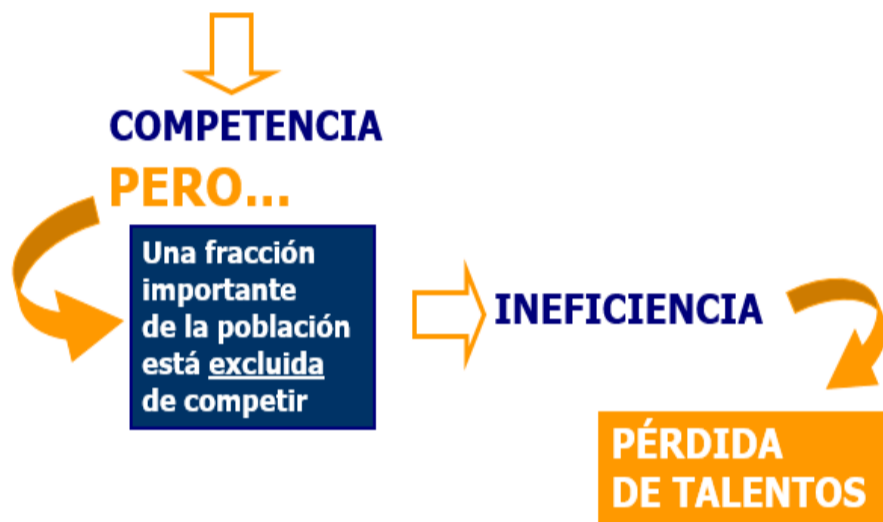 COMPETENCIA
PERO...
Una fracción
importante
de la población
está excluida
de competir
INEFICIENCIA
PÉRDIDA
DE TALENTOS